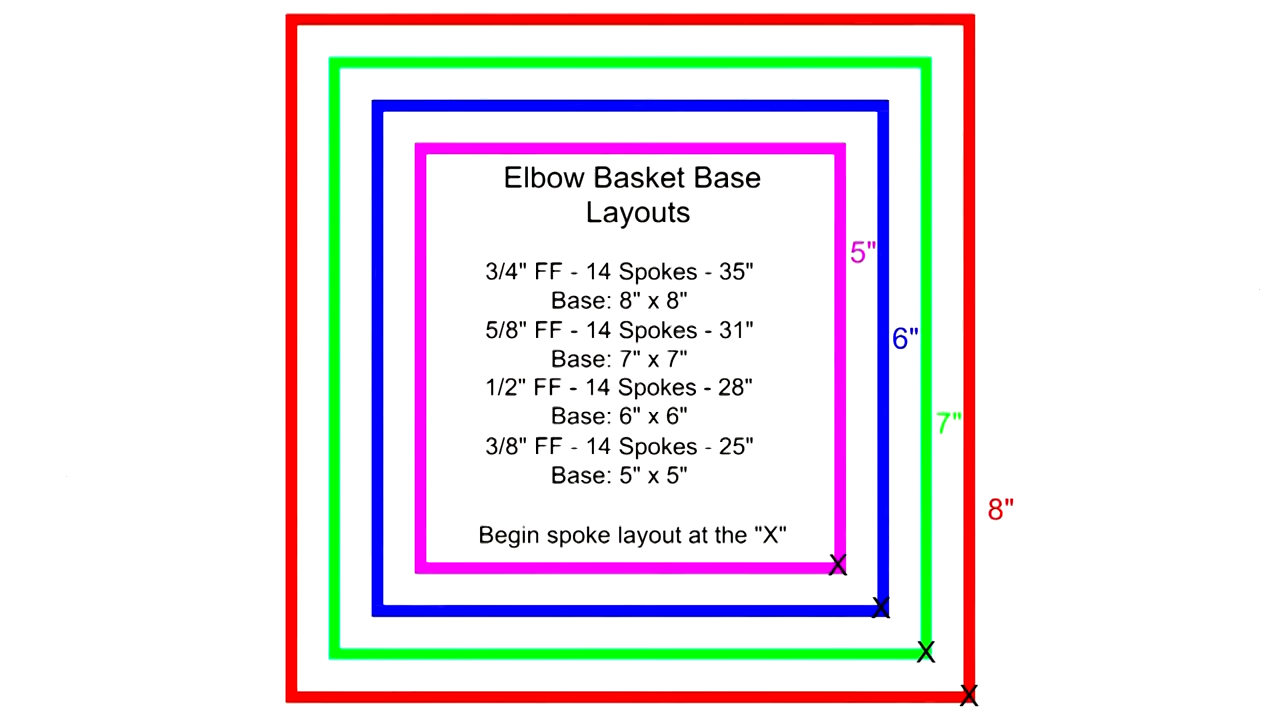 Elbow Basket Base
Layouts
3/4" FF - 14 Spokes - 35"
Base: 8" x 8"
5/8" FF - 14 Spokes - 31"
Base: 7" x 7"
1/2" FF - 14 Spokes - 28"
Base: 6" x 6"
3/8" FF - 14 Spokes - 25"
Base: 5" x 5"
Begin spoke layout at the "X"
5"
6"
7"
8"
X
X
X
X